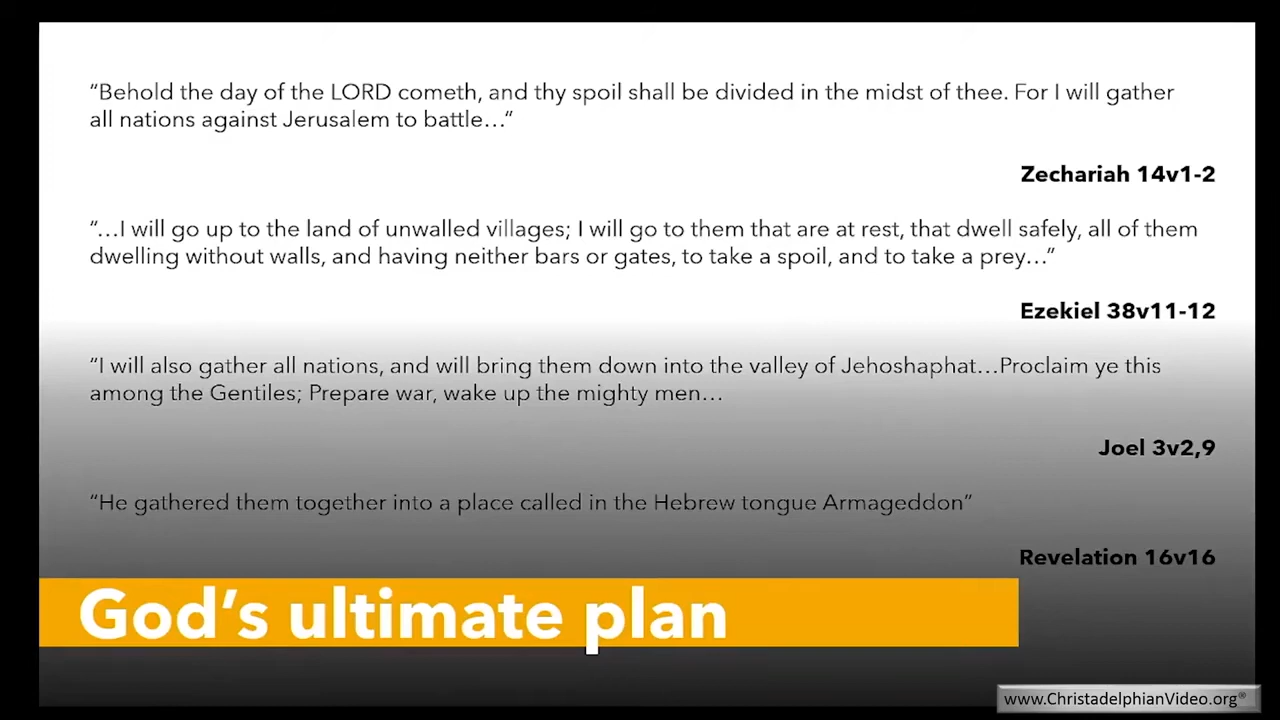 “Behold the day of the LORD cometh, and thy spoil shall be divided in the midst of thee. For I will gather
all nations against Jerusalem to battle…”
Zechariah 14v1-2
“…I will go up to the land of unwalled villages; I will go to them that are at rest, that dwell safely, all of them
dwelling without walls, and having neither bars or gates, to take a spoil, and to take a prey…”
Ezekiel 38v11-12
“I will also gather all nations, and will bring them down into the valley of Jehoshaphat…Proclaim ye this
among the Gentiles; Prepare war, wake up the mighty men…
Joel 3v2,9
“He gathered them together into a place called in the Hebrew tongue Armageddon”
Revelation 16v16
God’s ultimate plan
www.ChristadelphianVideo.org®